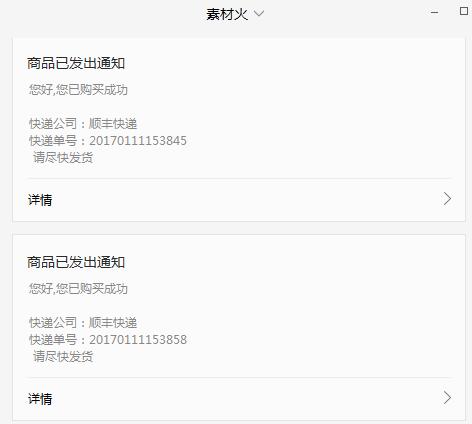 素材火
商品已发出通知
您好,您已购买成功
快递公司：顺丰快递
快递单号：20170111153845
请尽快发货
详情
商品已发出通知
您好,您已购买成功
快递公司：顺丰快递
快递单号：20170111153858
请尽快发货
详情